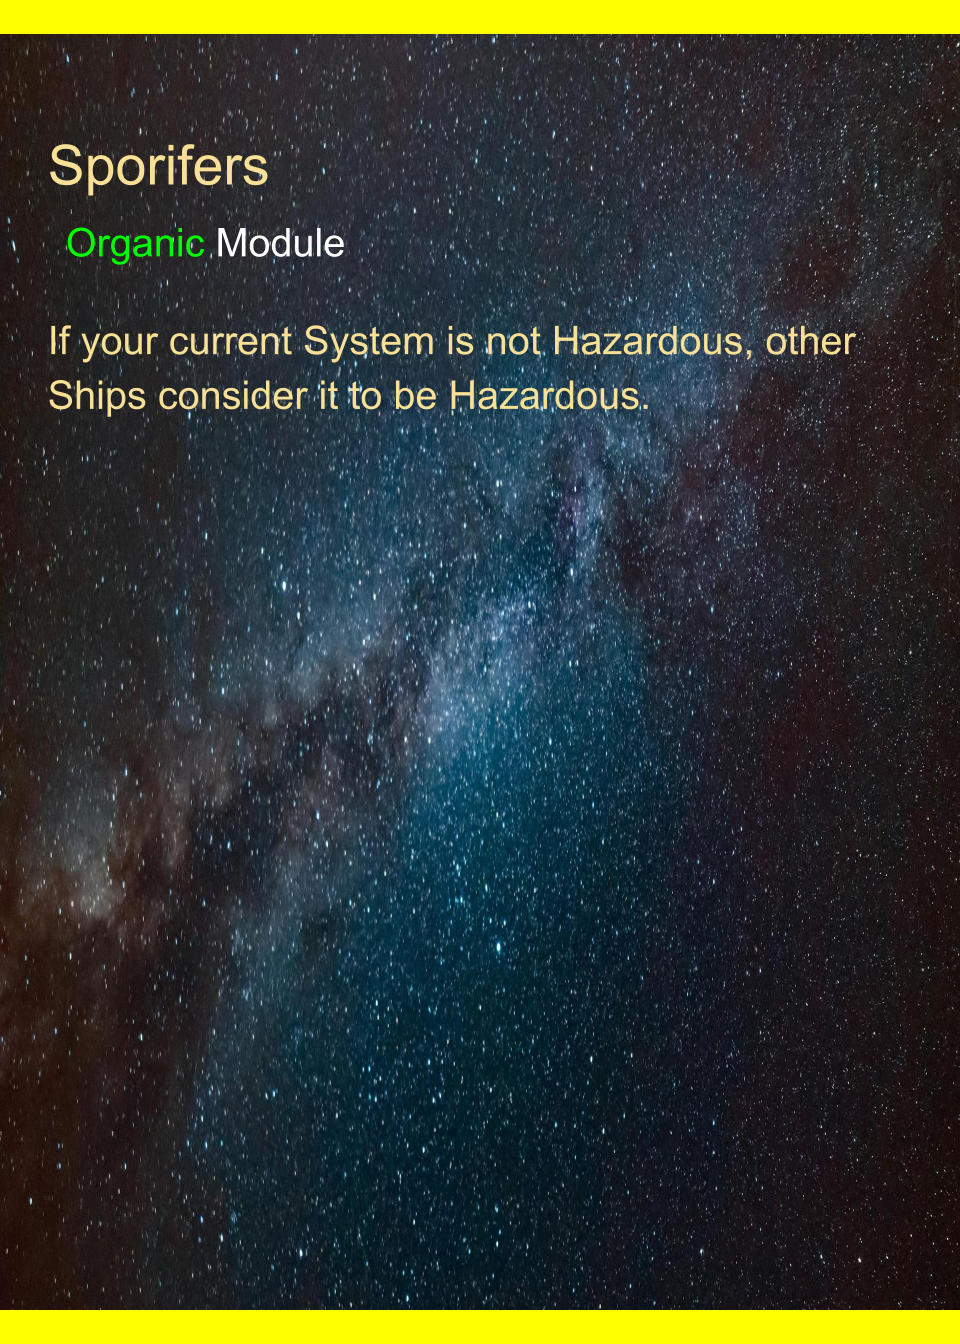 Sporifers
Organic Module
If your current System is not Hazardous, other
Ships consider it to be Hazardous.